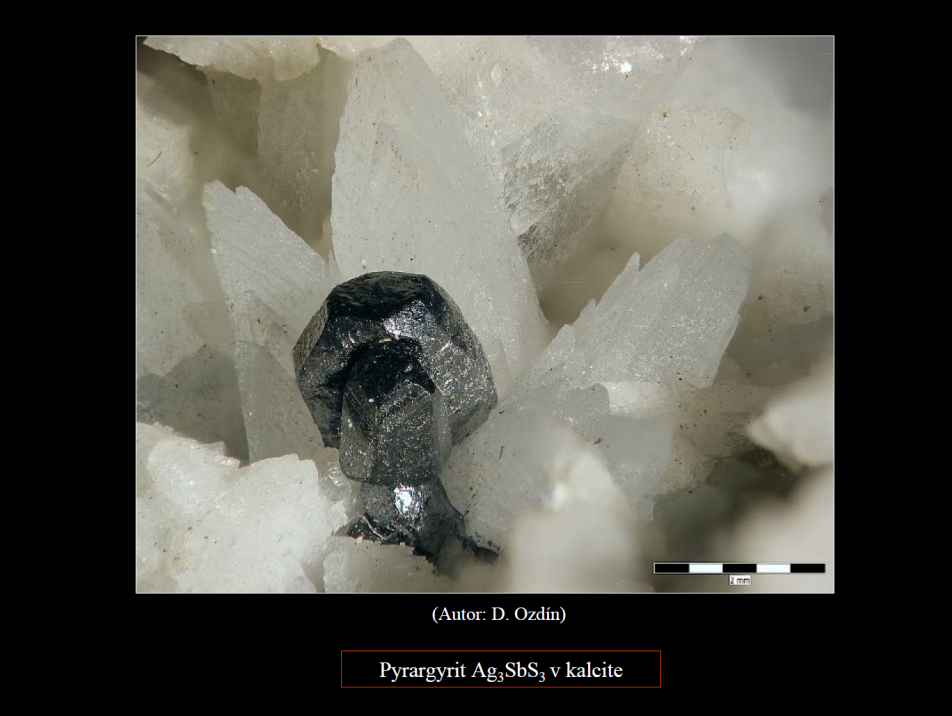 2 mm
(Autor: D. Ozdín)
Pyrargyrit Ag₃SbS₃ v kalcite